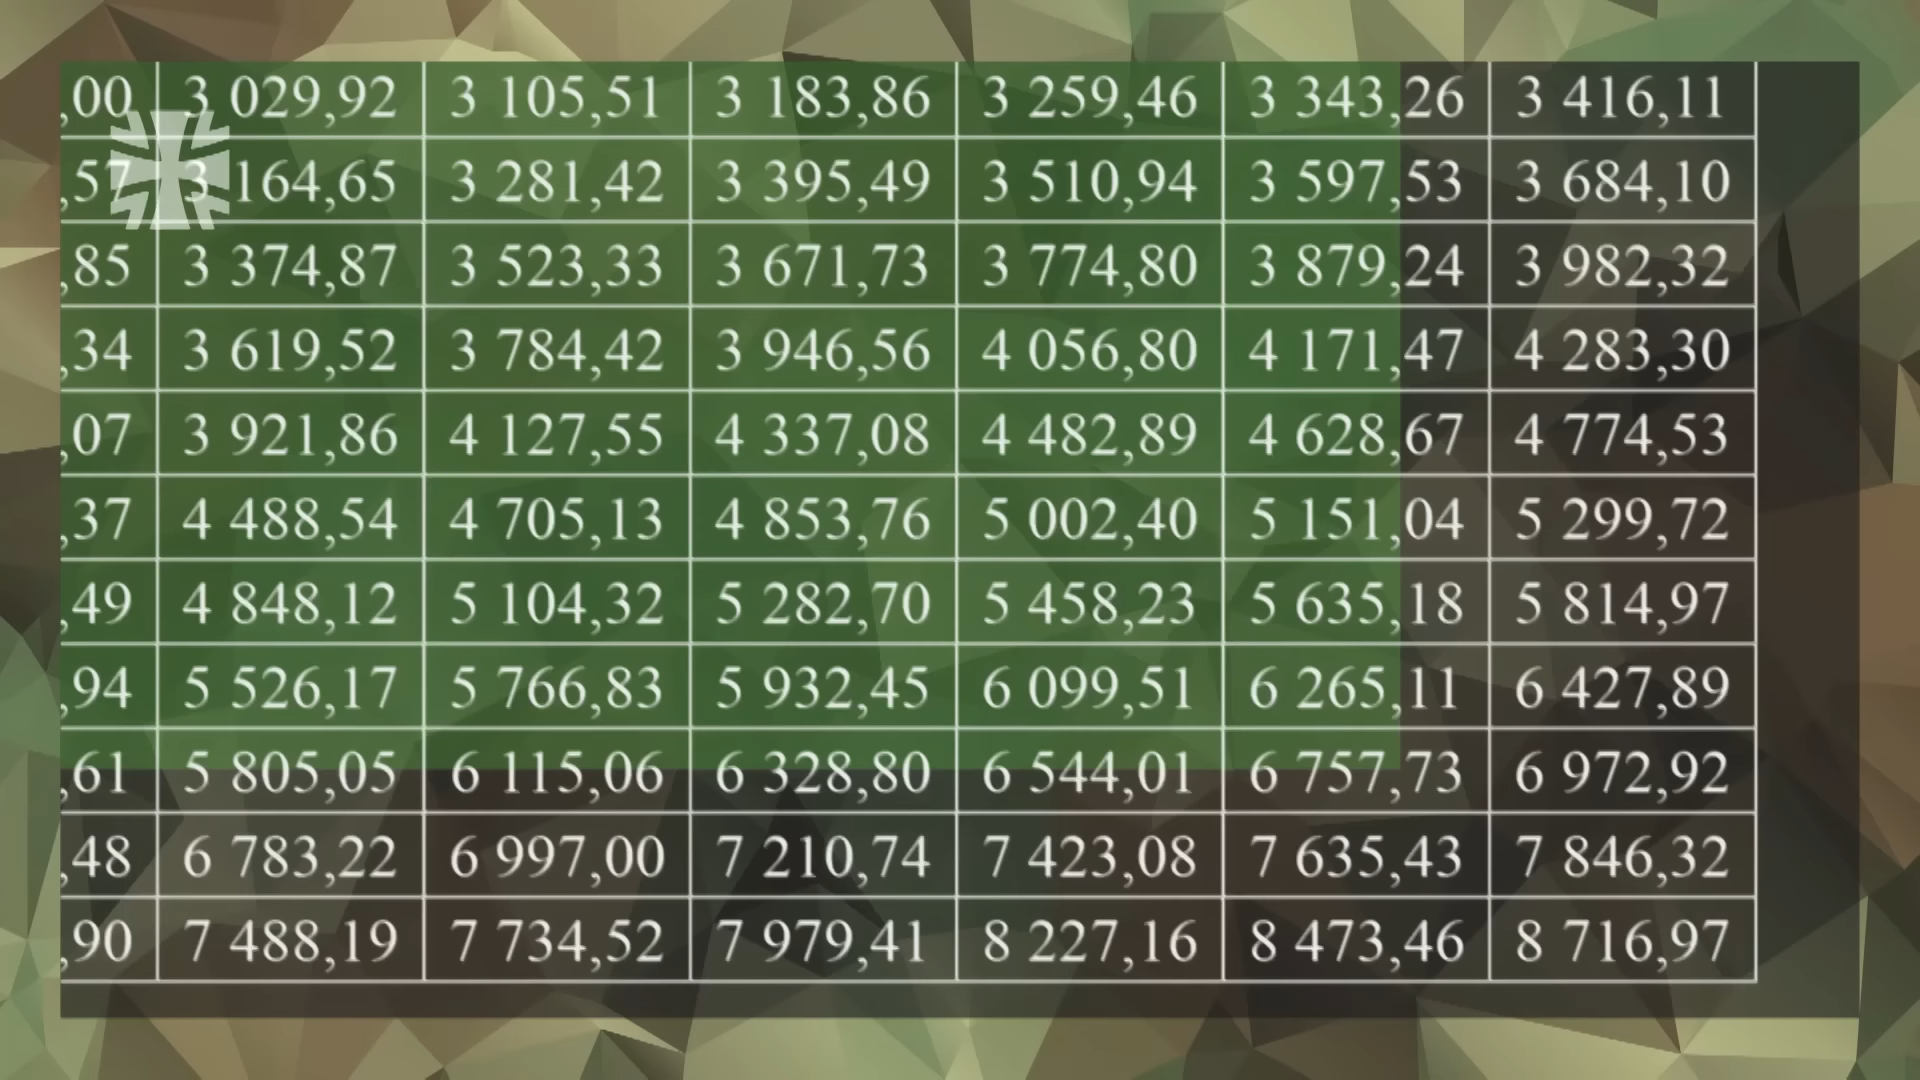 ,00 3 029,92 3 105,51 3 183,86 3 259,46 3 343,26 3 416,11
,57 3 164,65 3 281,42 3 395,49 3 510,94 3 597,53 3 684,10
,85 3 374,87 3 523,33 3 671,73 3 774,80 3 879,24 3 982,32
,34 3 619,52 3 784,42 3 946,56 4 056,80 4 171,47 4 283,30
,07 3 921,86 4 127,55 4 337,08 4 482,89 4 628,67 4 774,53
,37 4 488,54 4 705,13 4 853,76 5 002,40 5 151,04 5 299,72
,49 4 848,12 5 104,32 5 282,70 5 458,23 5 635,18 5 814,97
,94 5 526,17 5 766,83 5 932,45 6 099,51 6 265,11 6 427,89
,61 5 805,05 6 115,06 6 328,80 6 544,01 6 757,73 6 972,92
,48 6 783,22 6 997,00 7 210,74 7 423,08 7 635,43 7 846,32
,90 7 488,19 7 734,52 7 979,41 8 227,16 8 473,46 8 716,97